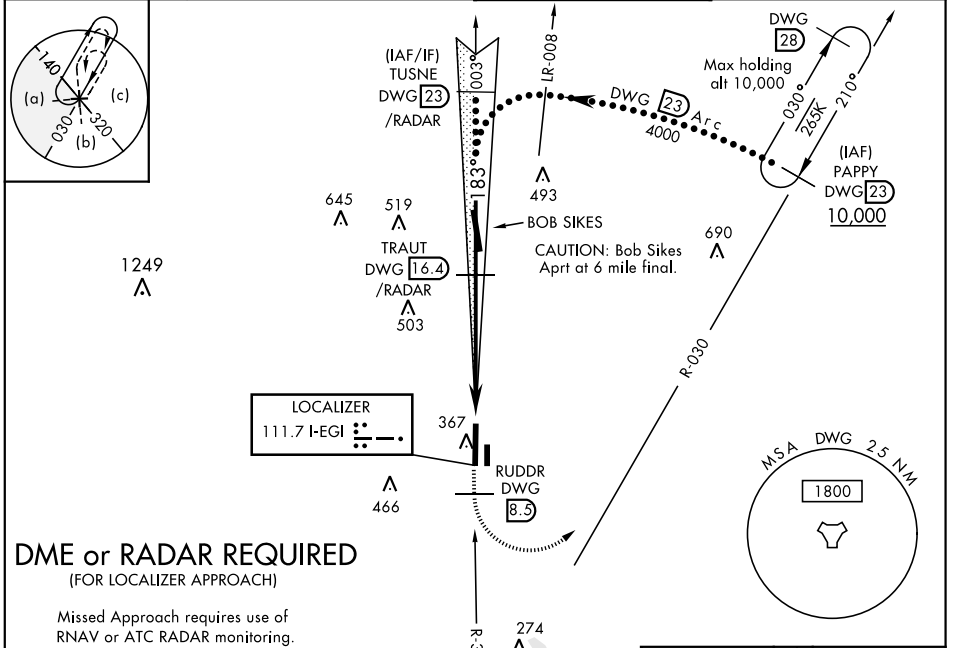 140
(a)
(c)
030
(b)
320
(IAF/IF)
TUSNE
DWG 23
/RADAR
003°
LR-008
DWG 23 Arc
4000
DWG
28
Max holding
alt 10,000
030°
265K
210°
(IAF)
PAPPY
DWG 23
10,000
183°
493
BOB SIKES
CAUTION: Bob Sikes
Aprt at 6 mile final.
645
519
690
TRAUT
DWG 16.4
/RADAR
503
1249
R-030
LOCALIZER
111.7 I-EGI
367
466
RUDDR
DWG
8.5
MSA DWG 25 NM
1800
DME or RADAR REQUIRED
(FOR LOCALIZER APPROACH)
Missed Approach requires use of
RNAV or ATC RADAR monitoring.
274